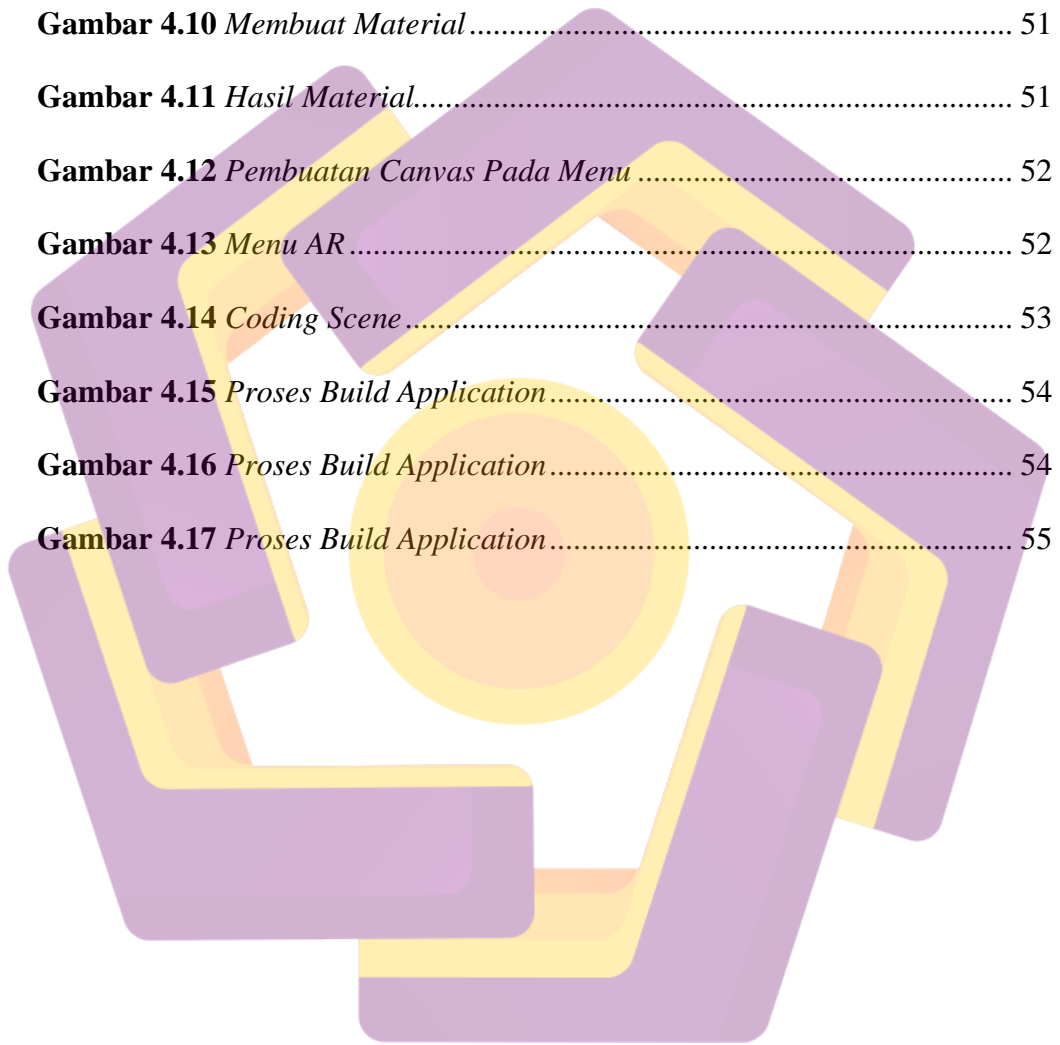 Gambar 4.10 Membuat Material.................................................................................. 51
Gambar 4.11 Hasil Material.......................................................................................... 51
Gambar 4.12 Pembuatan Canvas Pada Menu ......................................................... 52
Gambar 4.13 Menu AR ........................................................................................... 52
Gambar 4.14 Coding Scene ........................................................................................... 53
Gambar 4.15 Proses Build Application ..................................................................... 54
Gambar 4.16 Proses Build Application ..................................................................... 54
Gambar 4.17 Proses Build Application ..................................................................... 55